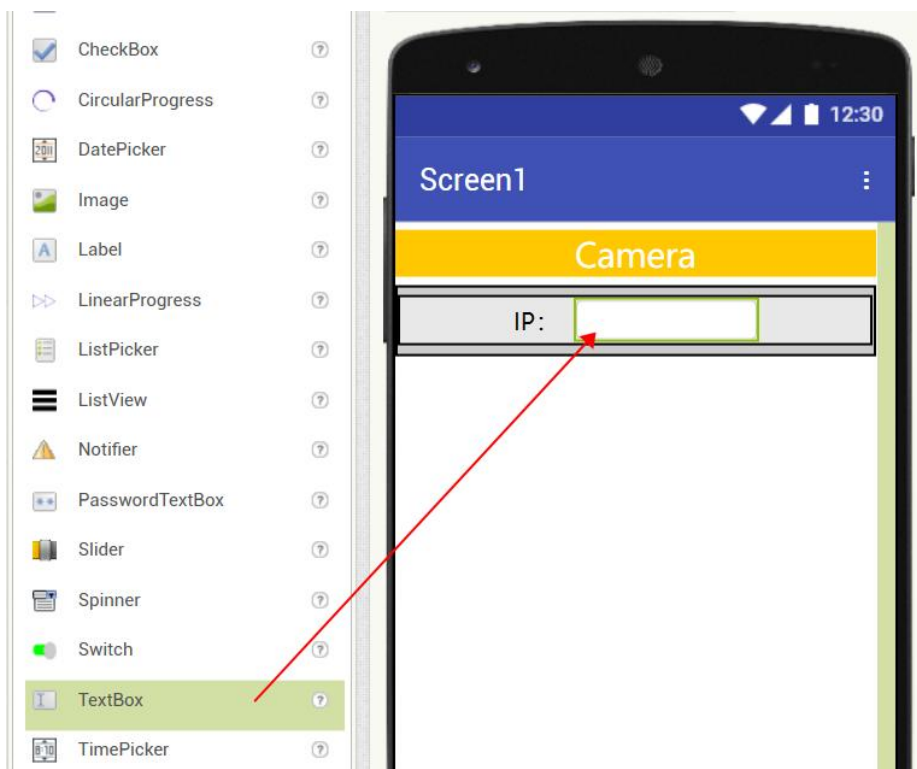 CheckBox
CircularProgress
DatePicker
Image
Label
LinearProgress
ListPicker
ListView
Notifier
PasswordTextBox
Slider
Spinner
Switch
TextBox
TimePicker
12:30
Screen1
Camera
IP: